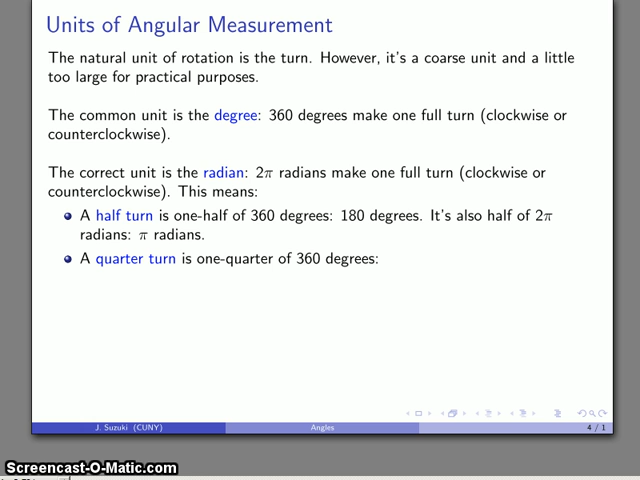 Units of Angular Measurement
The natural unit of rotation is the turn. However, it's a coarse unit and a little
too large for practical purposes.
The common unit is the degree: 360 degrees make one full turn (clockwise or
counterclockwise).
The correct unit is the radian: 2π radians make one full turn (clockwise or
counterclockwise). This means:
A half turn is one-half of 360 degrees: 180 degrees. It's also half of 2π
radians: π radians.
A quarter turn is one-quarter of 360 degrees:
J. Suzuki (CUNY) Angles 4 / 1
Screencast-O-Matic.com